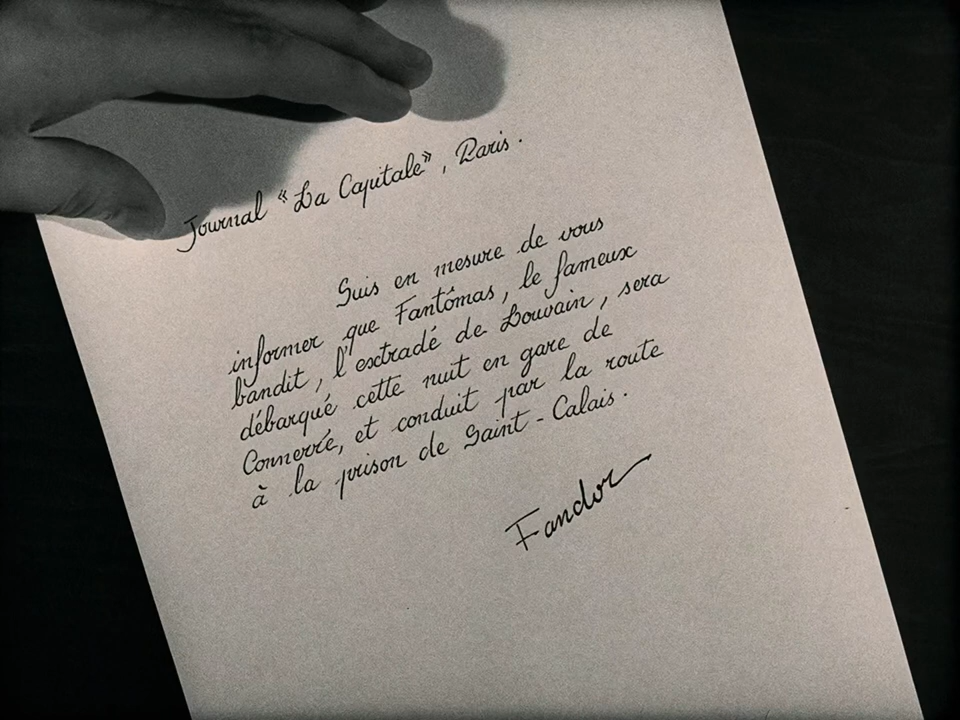 Journal "La Capitale", Paris.
Suis en mesure de vous
informer que Fantômas, le fameux
bandit, l'extradé de Louvain, sera
débarqué cette nuit en gare de
Connerré, et conduit par la route
à la prison de Saint-Calais.
Fandor